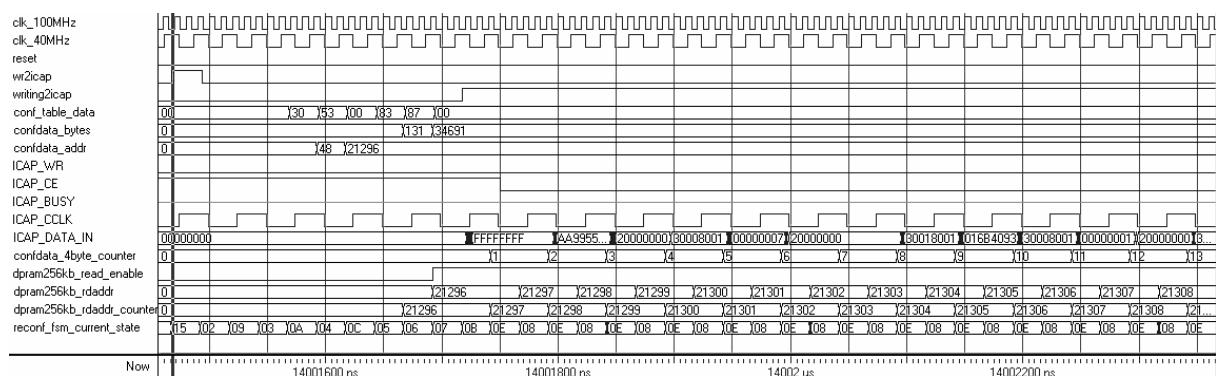 clk_100MHz
clk_40MHz
reset
wr2icap
writing2icap
conf_table_data 00 30 53 00 83 87 00
confdata_bytes 0 131 34691
confdata_addr 0 48 21296
ICAP_WR
ICAP_CE
ICAP_BUSY
ICAP_CCLK
ICAP_DATA_IN 00000000 FFFFFFFF AA9955... 20000000 30008001 00000007 20000000 30018001 016B4093 30008001 00000001 20000000 3...
confdata_4byte_counter 0 1 2 3 4 5 6 7 8 9 10 11 12 13
dpram256kb_read_enable
dpram256kb_rdaddr 0 21296 21297 21298 21299 21300 21301 21302 21303 21304 21305 21306 21307 21308
dpram256kb_rdaddr_counter 0 21296 21297 21298 21299 21300 21301 21302 21303 21304 21305 21306 21307 21308 21...
reconf_fsm_current_state 15 02 09 03 0A 04 0C 05 06 07 0B 0E 08 0E 08 0E 08 0E 08 0E 08 0E 08 0E 08 0E 08 0E 08 0E 08 0E 08 0E 08 0E
Now 14001600 ns 14001800 ns 14002 us 14002200 ns